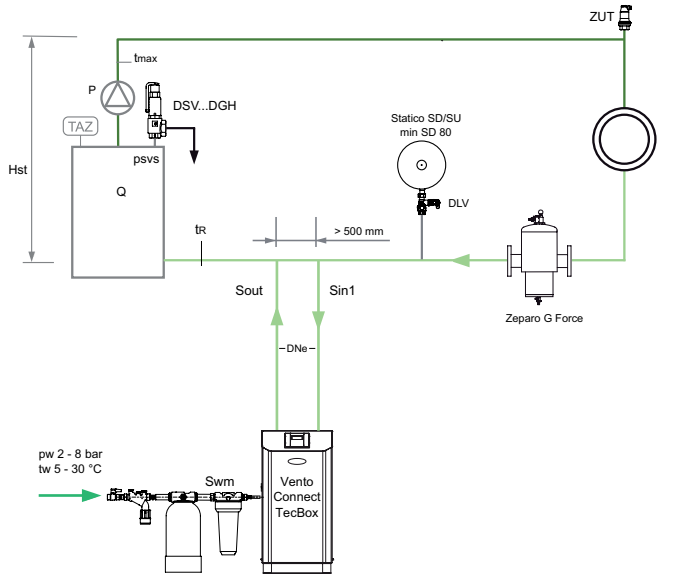 ZUT
tmax
P
DSV...DGH
TAZ
psvs
Hst
Q
Statico SD/SU
min SD 80
DLV
tR
> 500 mm
Sout
Sin1
Zeparo G Force
DNe
pw 2 - 8 bar
tw 5 - 30 °C
Swm
Vento
Connect
TecBox